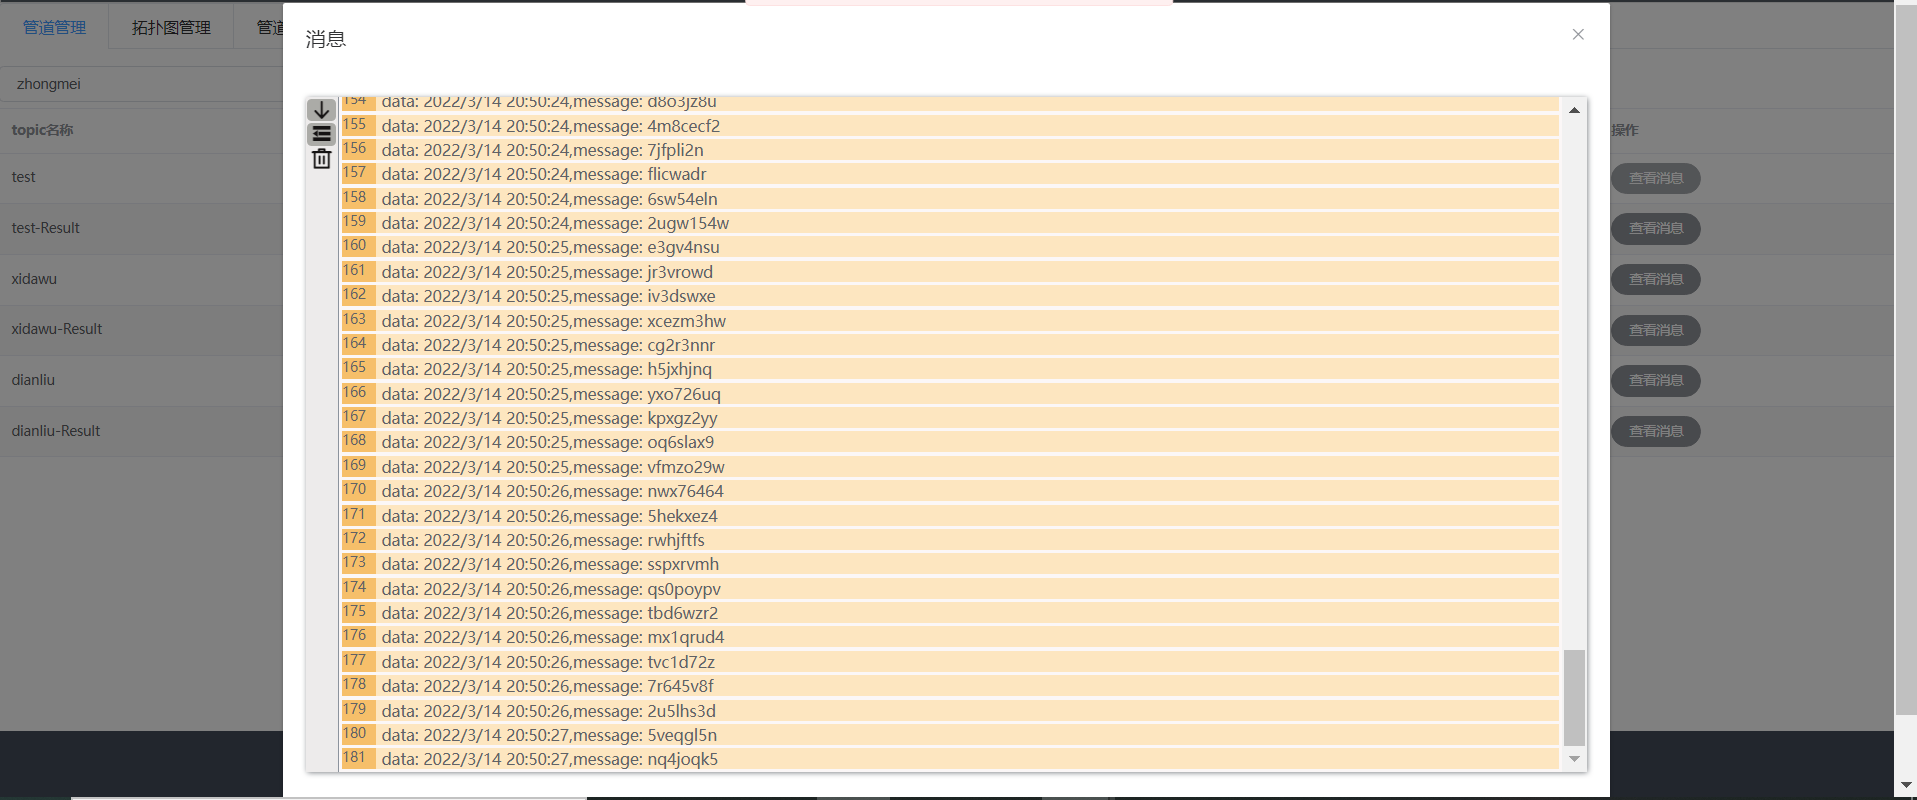 管道管理
拓扑图管理
管道
消息
zhongmei
topic名称
操作
test
查看消息
test-Result
查看消息
xidawu
查看消息
xidawu-Result
查看消息
dianliu
查看消息
dianliu-Result
查看消息
154 data: 2022/3/14 20:50:24,message: d8o3jz8u
155 data: 2022/3/14 20:50:24,message: 4m8cecf2
156 data: 2022/3/14 20:50:24,message: 7jfpli2n
157 data: 2022/3/14 20:50:24,message: flicwadr
158 data: 2022/3/14 20:50:24,message: 6sw54eln
159 data: 2022/3/14 20:50:24,message: 2ugw154w
160 data: 2022/3/14 20:50:25,message: e3gv4nsu
161 data: 2022/3/14 20:50:25,message: jr3vrowd
162 data: 2022/3/14 20:50:25,message: iv3dswxe
163 data: 2022/3/14 20:50:25,message: xcezm3hw
164 data: 2022/3/14 20:50:25,message: cg2r3nnr
165 data: 2022/3/14 20:50:25,message: h5jxhjnq
166 data: 2022/3/14 20:50:25,message: yxo726uq
167 data: 2022/3/14 20:50:25,message: kpxgz2yy
168 data: 2022/3/14 20:50:25,message: oq6slax9
169 data: 2022/3/14 20:50:25,message: vfmzo29w
170 data: 2022/3/14 20:50:26,message: nwx76464
171 data: 2022/3/14 20:50:26,message: 5hekxez4
172 data: 2022/3/14 20:50:26,message: rwhjftfs
173 data: 2022/3/14 20:50:26,message: sspxrvmh
174 data: 2022/3/14 20:50:26,message: qs0poypv
175 data: 2022/3/14 20:50:26,message: tbd6wzr2
176 data: 2022/3/14 20:50:26,message: mx1qrud4
177 data: 2022/3/14 20:50:26,message: tvc1d72z
178 data: 2022/3/14 20:50:26,message: 7r645v8f
179 data: 2022/3/14 20:50:26,message: 2u5lhs3d
180 data: 2022/3/14 20:50:27,message: 5veqgl5n
181 data: 2022/3/14 20:50:27,message: nq4joqk5